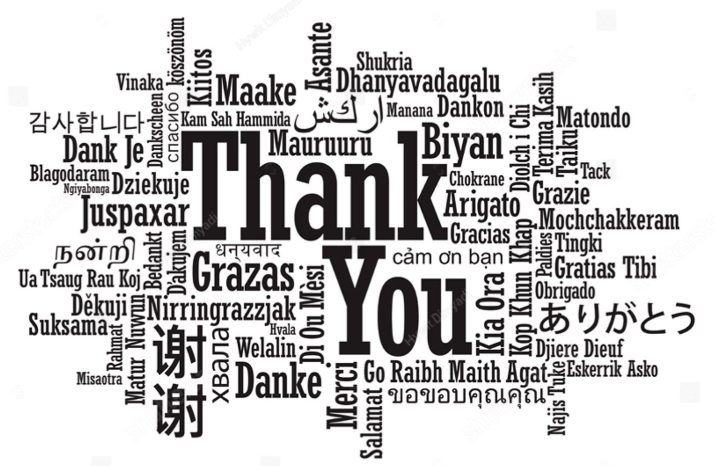 köszönöm
Kiitos
Asante
Shukria
Vinaka
Maake
Dhanyavadagalu
Dankscheen
спасибо
Kam Sah Hammida
Manana
Dankon
Diolch i Chi
Terima Kasih
Taiku
Matondo
감사합니다
Dank Je
Mauruuru
Biyan
Blagodaram
Ngiyabonga
Dziekuje
Thank
Chokrane
Tack
Juspaxar
Arigato
Grazie
Gracias
Mochchakkeram
நன்றி
Bedankt
Dakujem
धन्यवाद
cảm ơn bạn
Kop Khun Khap
Paldies
Tingki
Ua Tsaug Rau Koj
Grazas
Di Ou Mèsi
You
Kia Ora
Gratias Tibi
Obrigado
Dĕkuji
Matur Nuwun
Nirringrazzjak
ありがとう
Suksama
Rahmat
谢谢
хвала
Hvala
Welalin
Djiere Dieuf
Misaotra
Danke
Merci
Go Raibh Maith Agat
Najis Tuke
Eskerrik Asko
Salamat
ขอขอบคุณคุณ